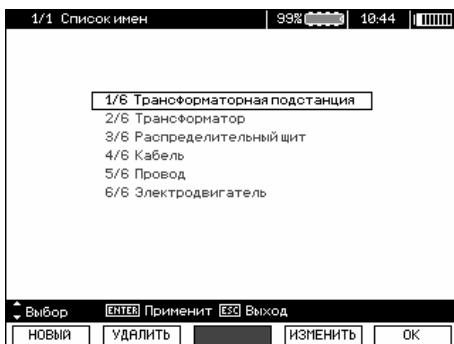 1/1 Список имен 99% 10:44
1/6 Трансформаторная подстанция
2/6 Трансформатор
3/6 Распределительный щит
4/6 Кабель
5/6 Провод
6/6 Электродвигатель
Выбор ENTER Применит ESC Выход
НОВЫЙ УДАЛИТЬ ИЗМЕНИТЬ ОК